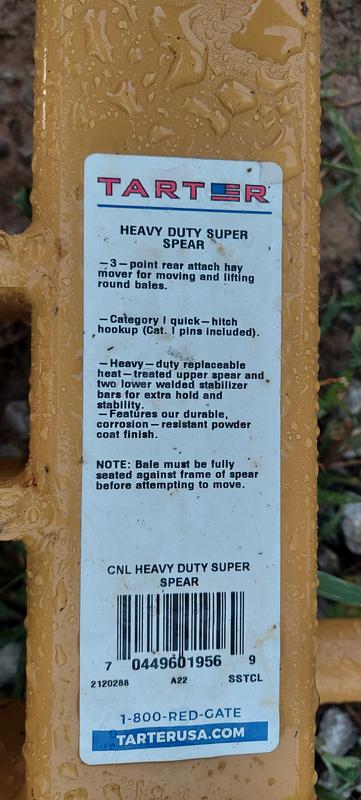 TARTER
HEAVY DUTY SUPER
SPEAR
—3—point rear attach hay
mover for moving and lifting
round bales.
—Category I quick—hitch
hookup (Cat. I pins included).
—Heavy—duty replaceable
heat—treated upper spear and
two lower welded stabilizer
bars for extra hold and
stability.
—Features our durable,
corrosion—resistant powder
coat finish.
NOTE: Bale must be fully
seated against frame of spear
before attempting to move.
CNL HEAVY DUTY SUPER
SPEAR
7 0449601956 9
2120288 A22 SSTCL
1-800-RED-GATE
TARTERUSA.COM